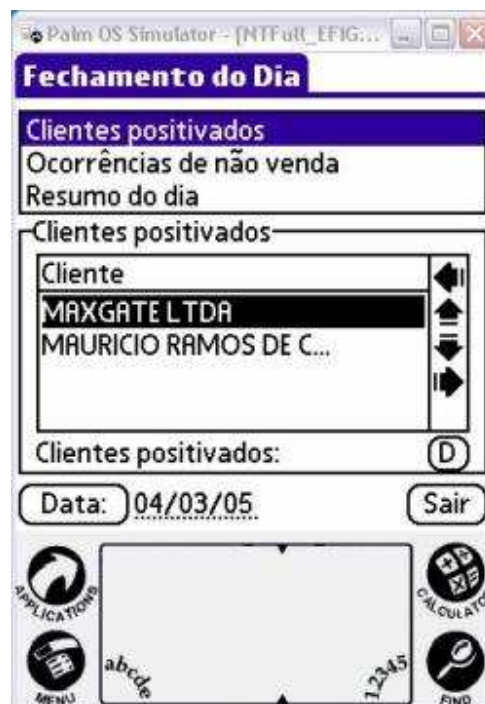 Palm OS Simulator - [NTFull_EFIG...
Fechamento do Dia
Clientes positivados
Ocorrências de não venda
Resumo do dia
Clientes positivados
Cliente
MAXGATE LTDA
MAURICIO RAMOS DE C...
Clientes positivados: D
Data: 04/03/05 Sair
APPLICATIONS CALCULATO
abcde 12345
MENU FIND